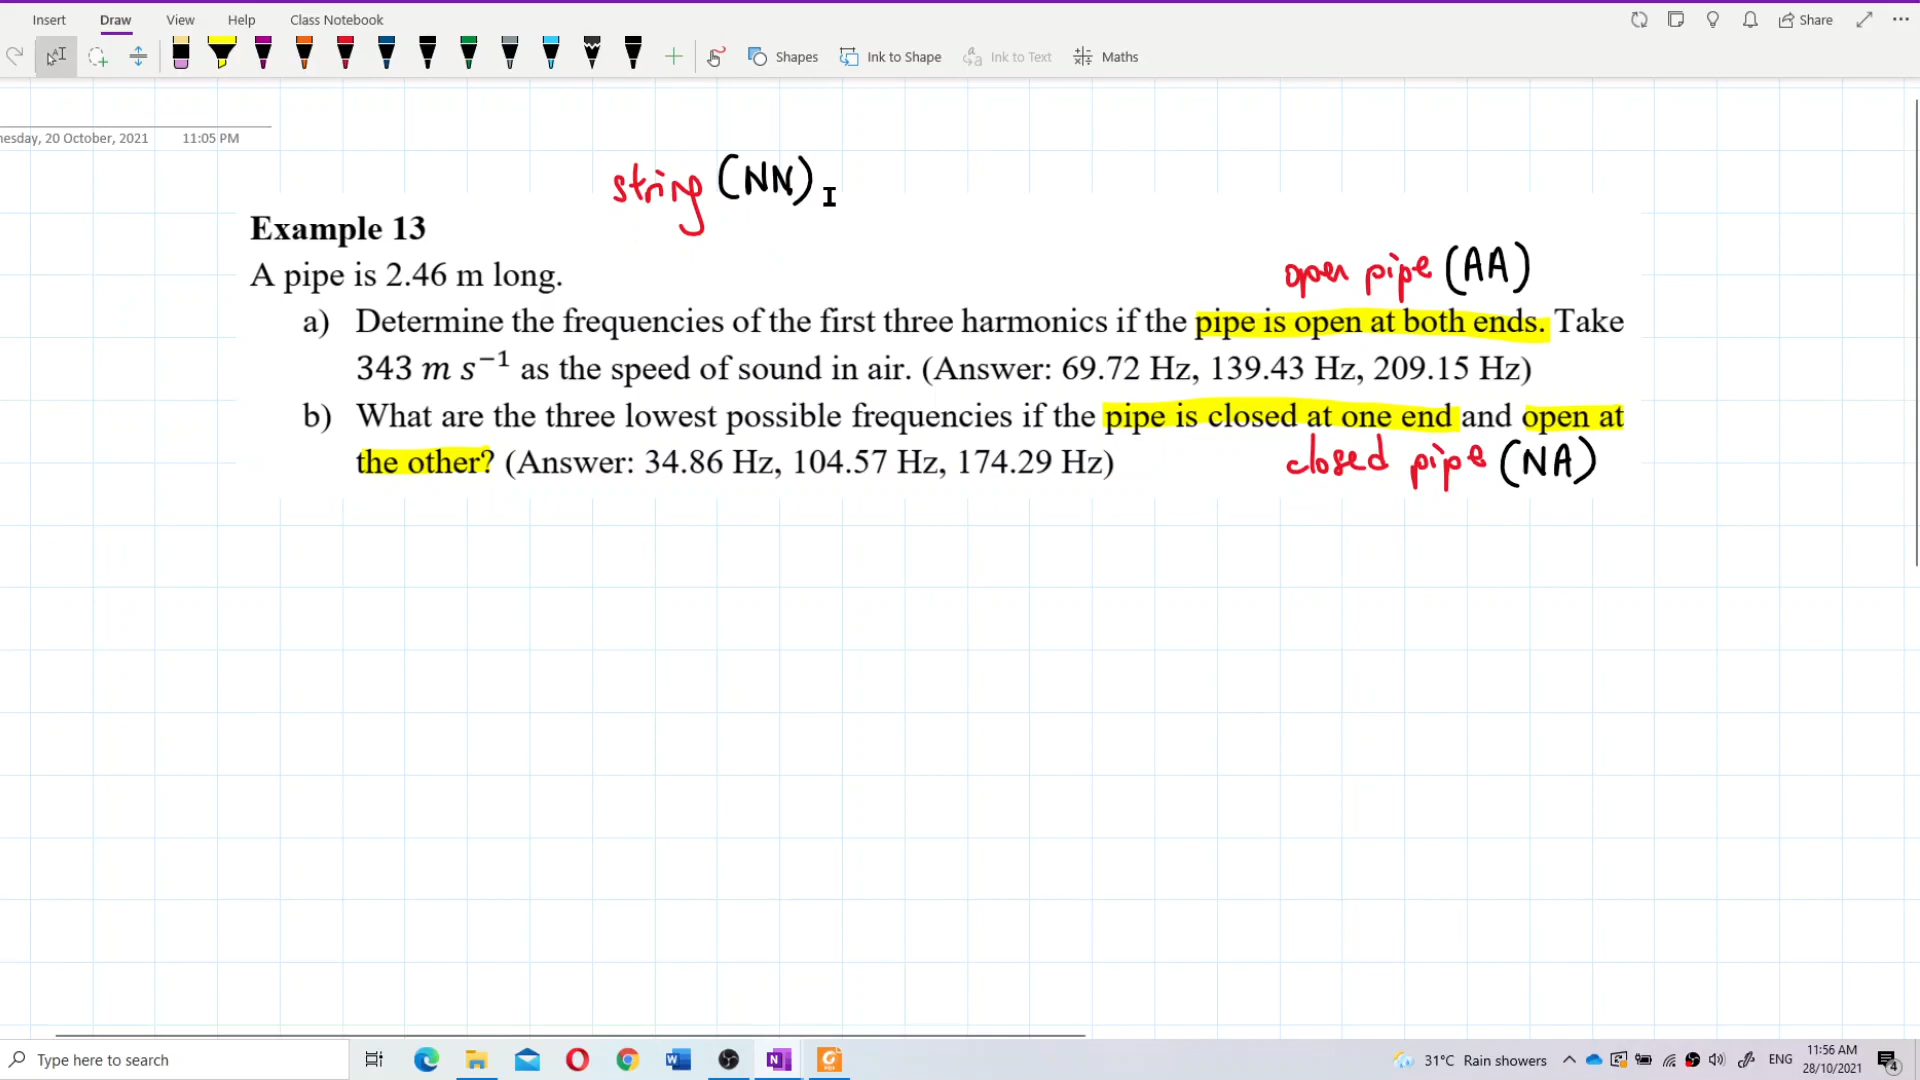 Insert Draw View Help Class Notebook Share
Shapes Ink to Shape Ink to Text Maths
nesday, 20 October, 2021 11:05 PM
string (NN)
Example 13
A pipe is 2.46 m long.
open pipe (AA)
a) Determine the frequencies of the first three harmonics if the pipe is open at both ends. Take
343 m s⁻¹ as the speed of sound in air. (Answer: 69.72 Hz, 139.43 Hz, 209.15 Hz)
b) What are the three lowest possible frequencies if the pipe is closed at one end and open at
the other? (Answer: 34.86 Hz, 104.57 Hz, 174.29 Hz)
closed pipe (NA)
Type here to search
31°C Rain showers
ENG
11:56 AM
28/10/2021
4